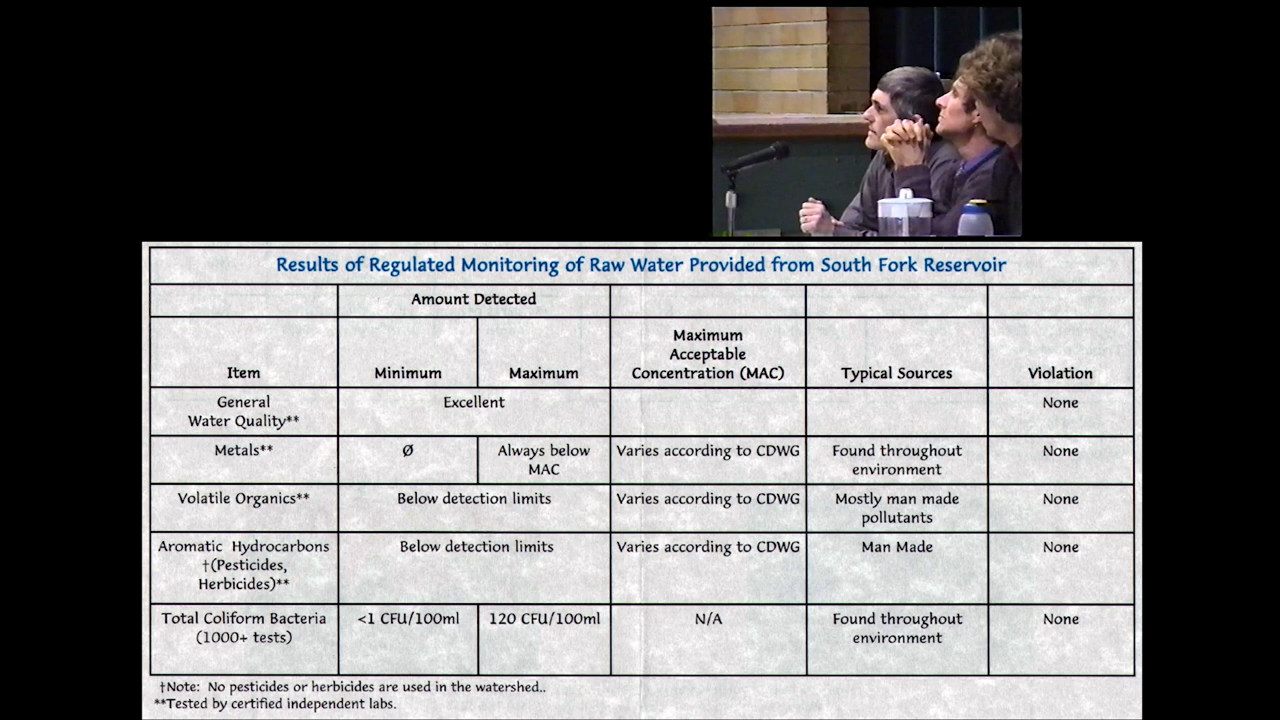 Results of Regulated Monitoring of Raw Water Provided from South Fork Reservoir
Amount Detected
Item Minimum Maximum Maximum Acceptable Concentration (MAC) Typical Sources Violation
General Water Quality** Excellent None
Metals** Ø Always below MAC Varies according to CDWG Found throughout environment None
Volatile Organics** Below detection limits Varies according to CDWG Mostly man made pollutants None
Aromatic Hydrocarbons †(Pesticides, Herbicides)** Below detection limits Varies according to CDWG Man Made None
Total Coliform Bacteria (1000+ tests) <1 CFU/100ml 120 CFU/100ml N/A Found throughout environment None
†Note: No pesticides or herbicides are used in the watershed..
**Tested by certified independent labs.